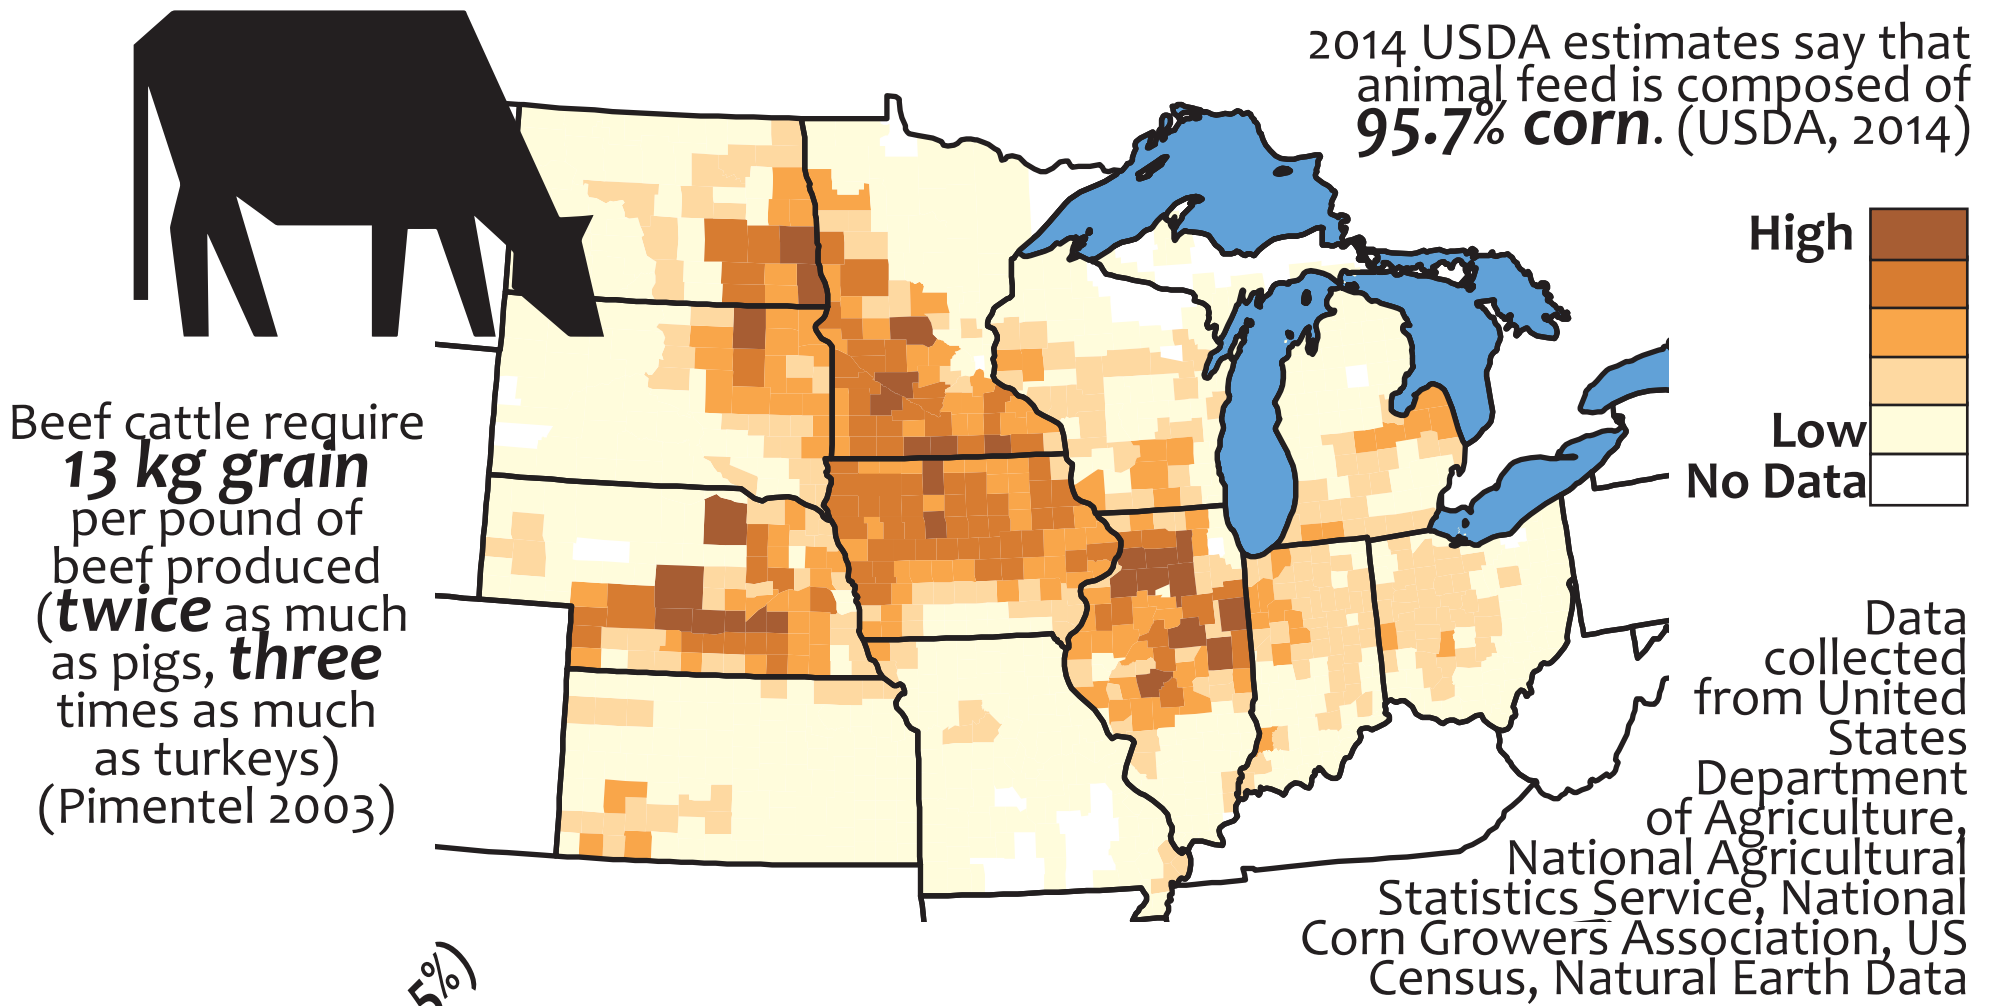 2014 USDA estimates say that
animal feed is composed of
95.7% corn. (USDA, 2014)
High
Low
No Data
Beef cattle require
13 kg grain
per pound of
beef produced
(twice as much
as pigs, three
times as much
as turkeys)
(Pimentel 2003)
Data
collected
from United
States
Department
of Agriculture,
National Agricultural
Statistics Service, National
Corn Growers Association, US
Census, Natural Earth Data
5%)